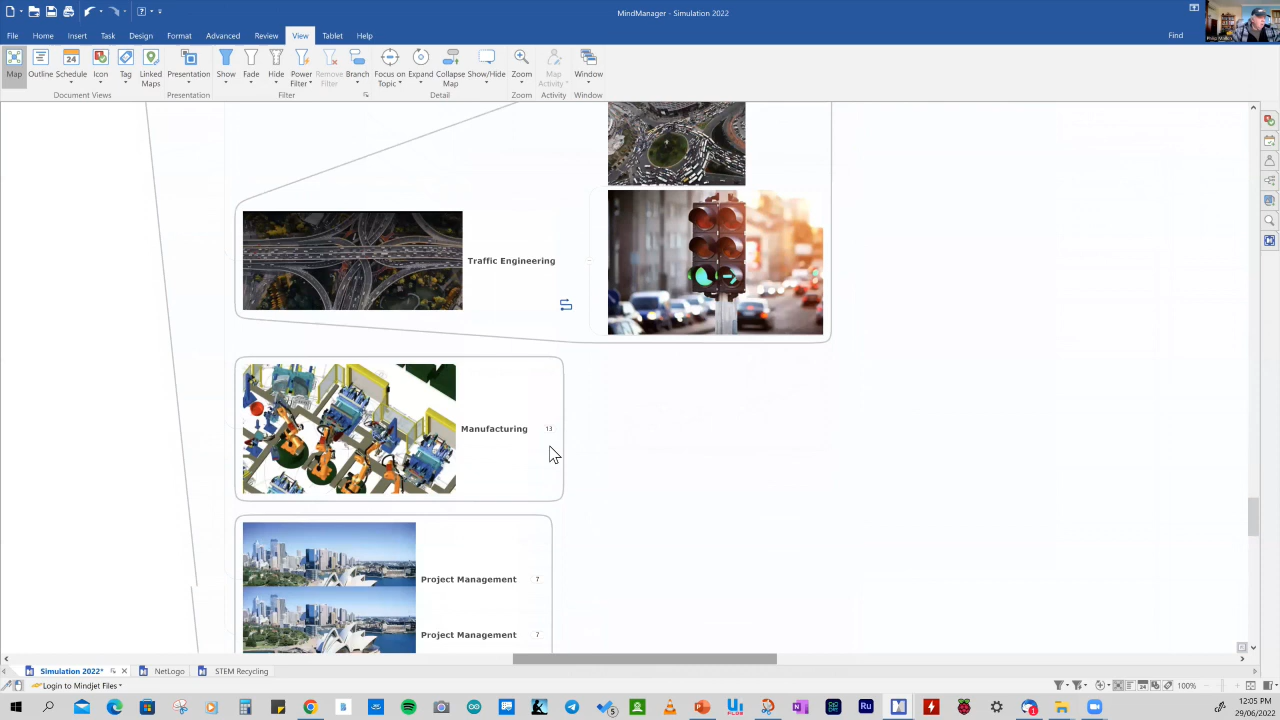 MindManager - Simulation 2022
File Home Insert Task Design Format Advanced Review View Tablet Help Find
Map Outline Schedule Icon Tag Linked Maps Presentation Show Fade Hide Power Filter Remove Filter Branch Focus on Topic Expand Collapse Map Show/Hide Zoom Map Activity Window
Document Views Presentation Filter Detail Zoom Activity Window
Traffic Engineering
Manufacturing 13
Project Management 7
Project Management 7
Simulation 2022* NetLogo STEM Recycling
Login to Mindjet Files 100%
12:05 PM
29/06/2022